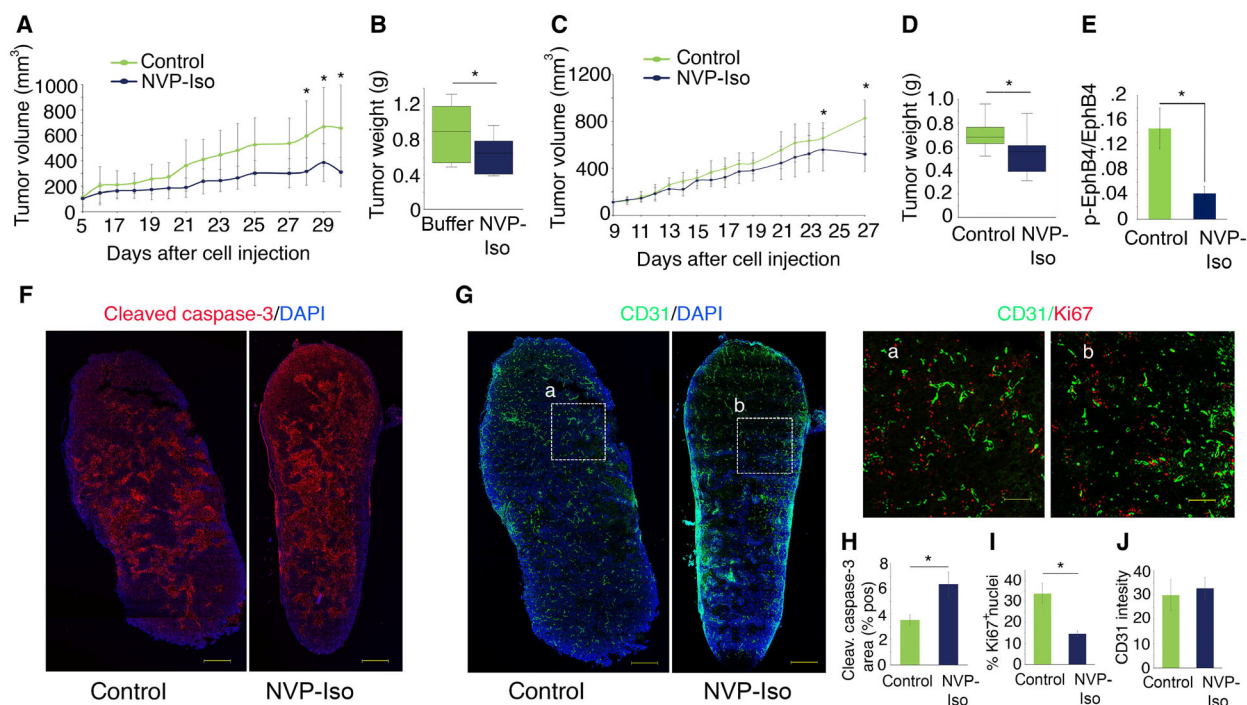 A
Tumor volume (mm3)
Control
NVP-Iso
1000
800
600
400
200
0
* * *
5 17 19 21 23 25 27 29
Days after cell injection
B
Tumor weight (g)
*
1.2
0.8
0.4
0
Buffer NVP-
Iso
C
Tumor volume (mm3)
Control
NVP-Iso
1200
800
400
0
* *
9 11 13 15 17 19 21 23 25 27
Days after cell injection
D
Tumor weight (g)
*
1.0
0.8
0.6
0.4
0.2
0
Control NVP-
Iso
E
p-EphB4/EphB4
*
.2
.16
.12
.08
.04
0
Control NVP-
Iso
F
Cleaved caspase-3/DAPI
Control NVP-Iso
G
CD31/DAPI
a
b
Control NVP-Iso
CD31/Ki67
a
b
H
Cleav. caspase-3
area (% pos)
*
8
6
4
2
0
Control NVP-
Iso
I
% Ki67+nuclei
*
40
30
20
10
0
Control NVP-
Iso
J
CD31 intesity
40
30
20
10
0
Control NVP-
Iso